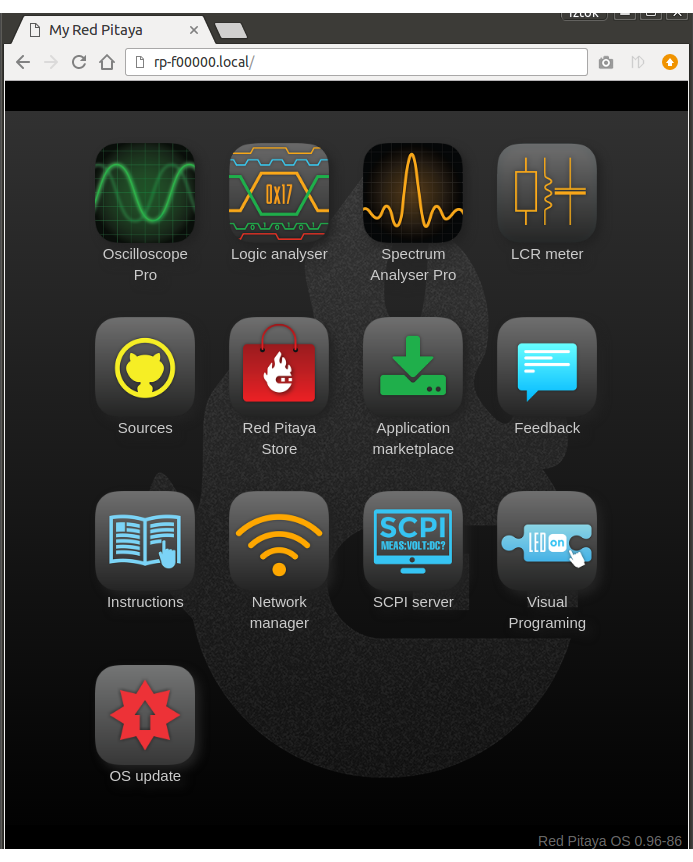 Iztok
My Red Pitaya
rp-f00000.local/
0x17
Oscilloscope
Pro
Logic analyser
Spectrum
Analyser Pro
LCR meter
Sources
Red Pitaya
Store
Application
marketplace
Feedback
SCPI
MEAS:VOLT:DC?
LED on
Instructions
Network
manager
SCPI server
Visual
Programing
OS update
Red Pitaya OS 0.96-86